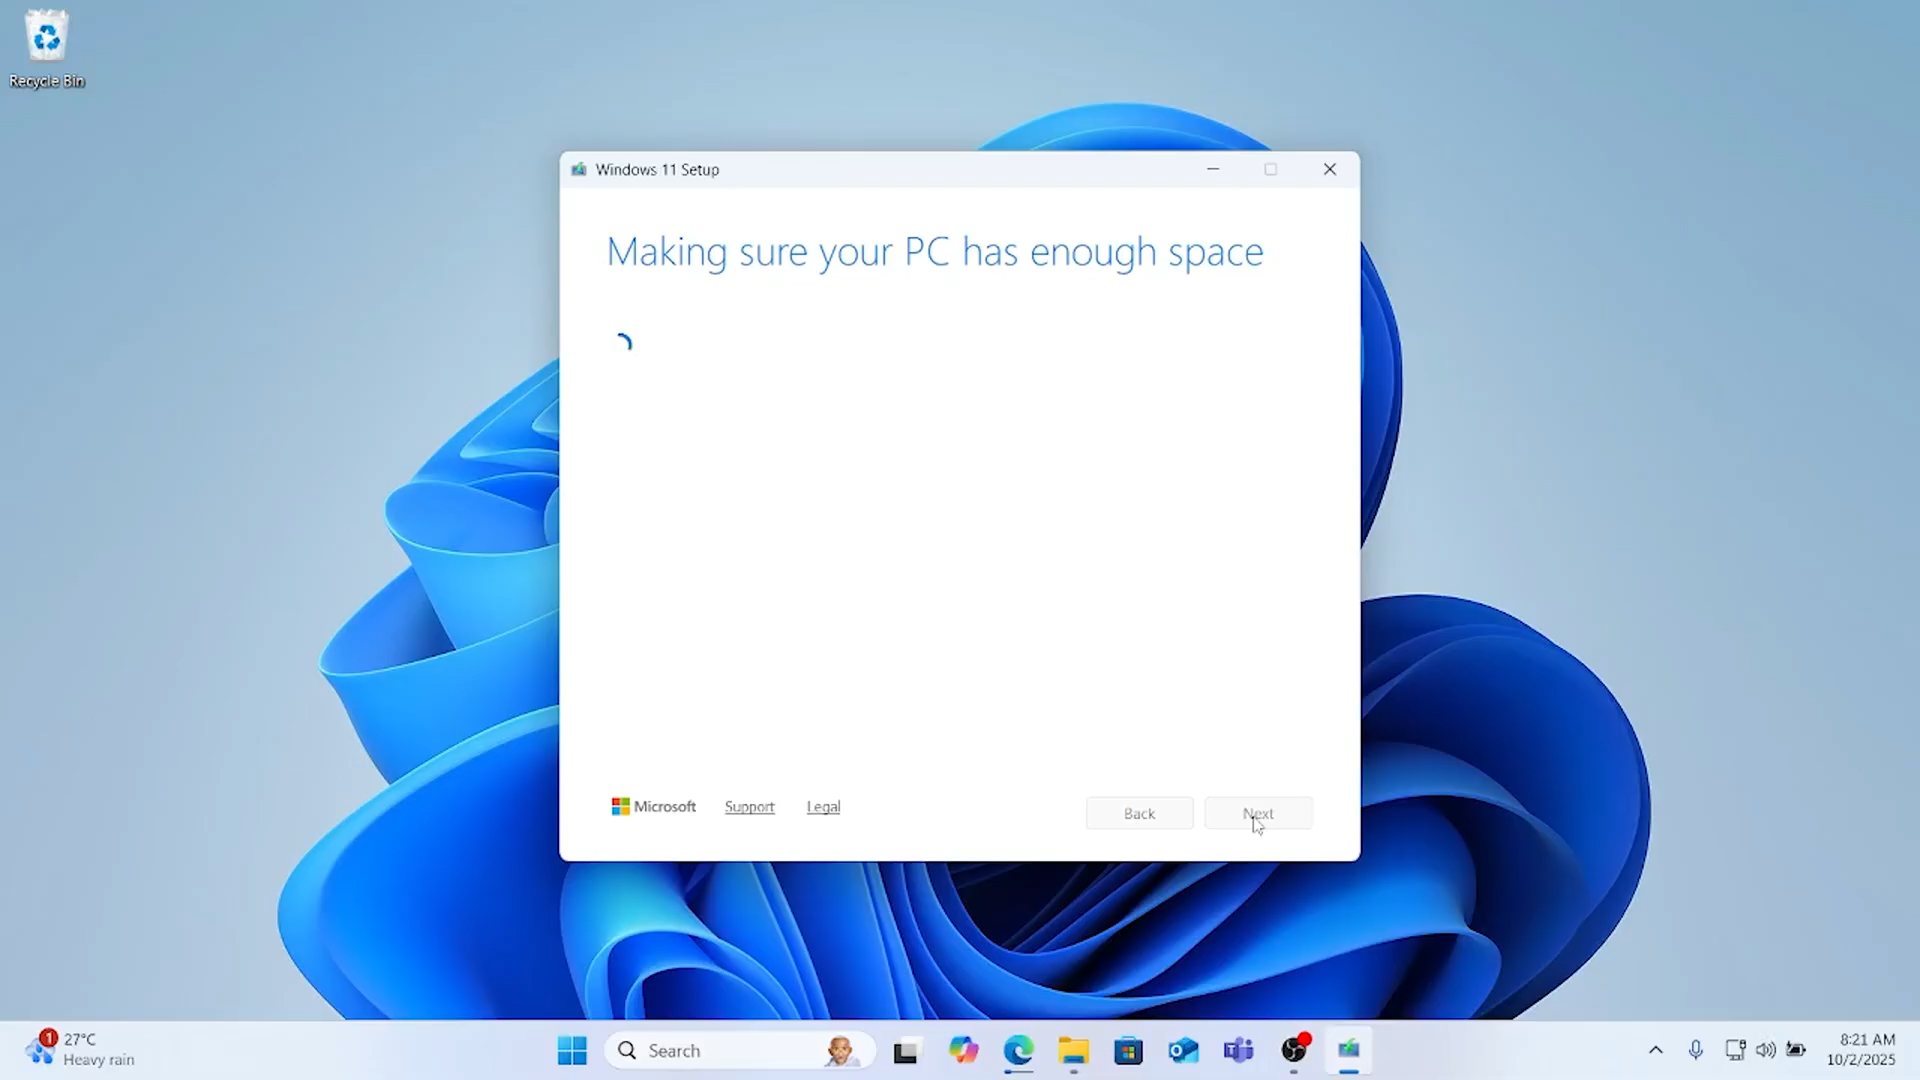 Recycle Bin
Windows 11 Setup
Making sure your PC has enough space
Microsoft Support Legal
Back Next
1 27°C
Heavy rain
Search
8:21 AM
10/2/2025